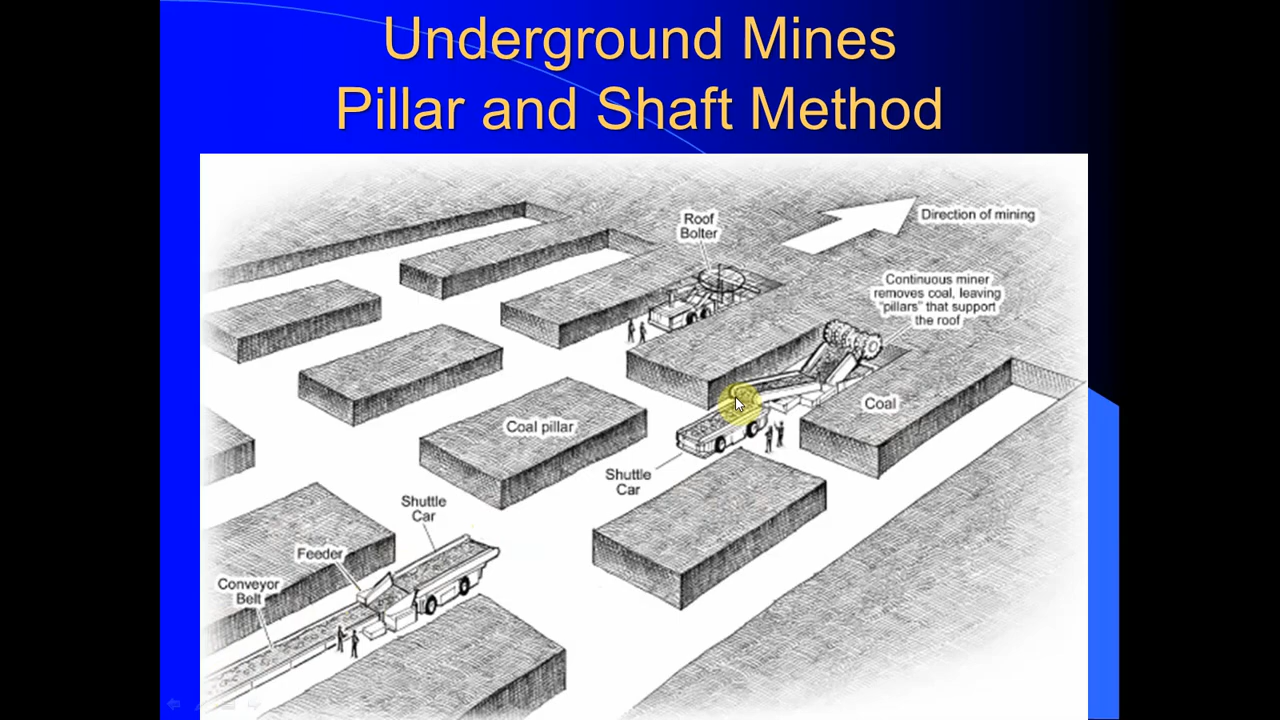 Underground Mines
Pillar and Shaft Method
Roof
Bolter
Direction of mining
Continuous miner
removes coal, leaving
"pillars" that support
the roof
Coal
Coal pillar
Shuttle
Car
Shuttle
Car
Feeder
Conveyor
Belt